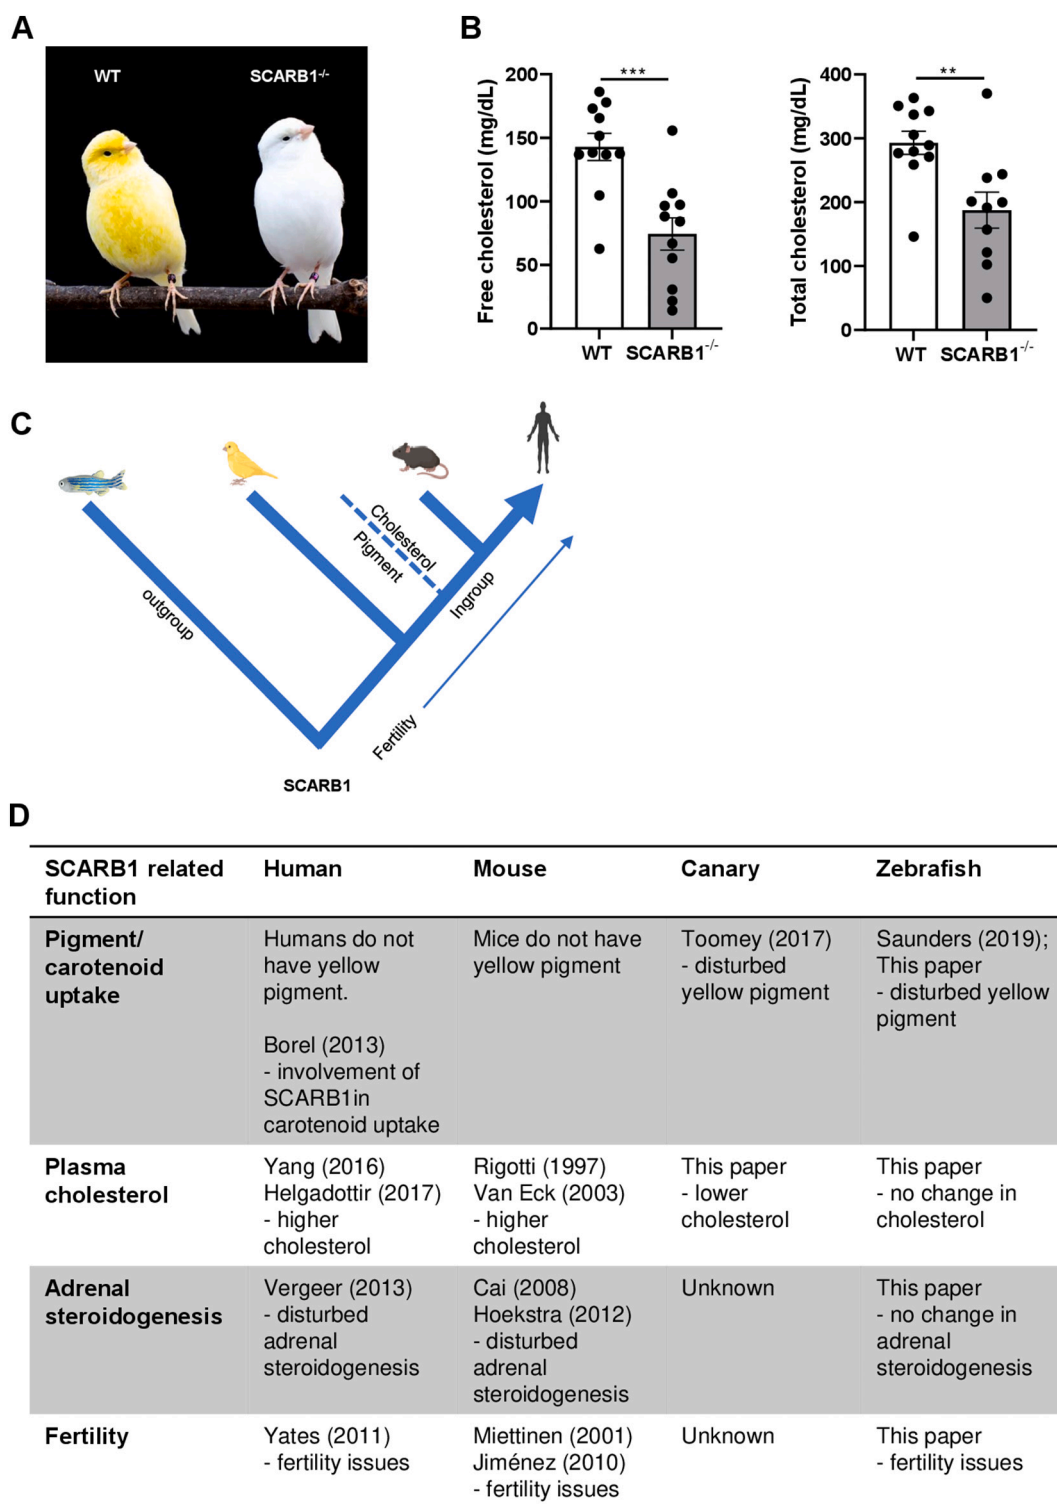 A
WT
SCARB1-/-
B
Free cholesterol (mg/dL)
200
150
100
50
0
***
WT
SCARB1-/-
Total cholesterol (mg/dL)
400
300
200
100
0
**
WT
SCARB1-/-
C
outgroup
Cholesterol
Pigment
Ingroup
Fertility
SCARB1
D
SCARB1 related
function
Human
Mouse
Canary
Zebrafish
Pigment/
carotenoid
uptake
Humans do not
have yellow
pigment.
Borel (2013)
- involvement of
SCARB1in
carotenoid uptake
Mice do not have
yellow pigment
Toomey (2017)
- disturbed
yellow pigment
Saunders (2019);
This paper
- disturbed yellow
pigment
Plasma
cholesterol
Yang (2016)
Helgadottir (2017)
- higher
cholesterol
Rigotti (1997)
Van Eck (2003)
- higher
cholesterol
This paper
- lower
cholesterol
This paper
- no change in
cholesterol
Adrenal
steroidogenesis
Vergeer (2013)
- disturbed
adrenal
steroidogenesis
Cai (2008)
Hoekstra (2012)
- disturbed
adrenal
steroidogenesis
Unknown
This paper
- no change in
adrenal
steroidogenesis
Fertility
Yates (2011)
- fertility issues
Miettinen (2001)
Jiménez (2010)
- fertility issues
Unknown
This paper
- fertility issues